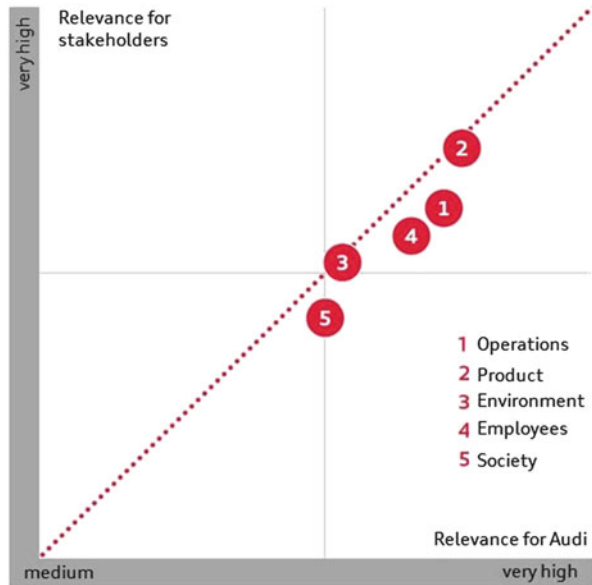 Relevance for
stakeholders
very high
2
1
4
3
5
1 Operations
2 Product
3 Environment
4 Employees
5 Society
Relevance for Audi
medium
very high